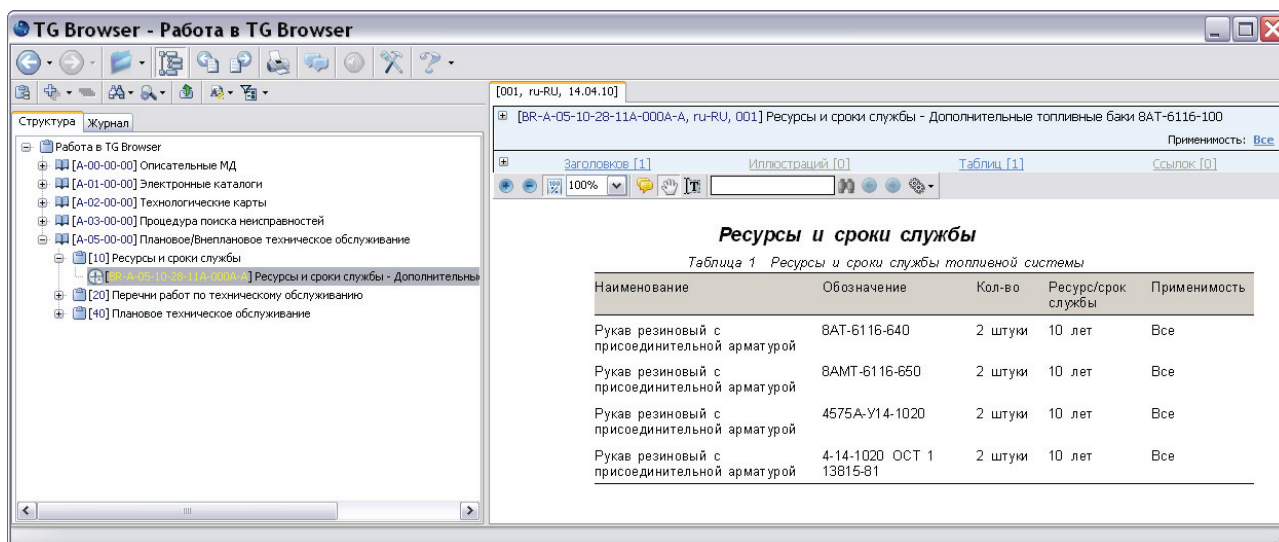 TG Browser - Работа в TG Browser
Структура
Журнал
Работа в TG Browser
[A-00-00-00] Описательные МД
[A-01-00-00] Электронные каталоги
[A-02-00-00] Технологические карты
[A-03-00-00] Процедура поиска неисправностей
[A-05-00-00] Плановое/Внеплановое техническое обслуживание
[10] Ресурсы и сроки службы
[BR-A-05-10-28-11A-000A-A] Ресурсы и сроки службы - Дополнительны
[20] Перечни работ по техническому обслуживанию
[40] Плановое техническое обслуживание
[001, ru-RU, 14.04.10]
[BR-A-05-10-28-11A-000A-A, ru-RU, 001] Ресурсы и сроки службы - Дополнительные топливные баки 8АТ-6116-100
Применимость: Все
Заголовков [1] Иллюстраций [0] Таблиц [1] Ссылок [0]
100%
Ресурсы и сроки службы
Таблица 1 Ресурсы и сроки службы топливной системы
Наименование Обозначение Кол-во Ресурс/срок Применимость
службы
Рукав резиновый с 8АТ-6116-640 2 штуки 10 лет Все
присоединительной арматурой
Рукав резиновый с 8АМТ-6116-650 2 штуки 10 лет Все
присоединительной арматурой
Рукав резиновый с 4575А-У14-1020 2 штуки 10 лет Все
присоединительной арматурой
Рукав резиновый с 4-14-1020 ОСТ 1 2 штуки 10 лет Все
присоединительной арматурой 13815-81